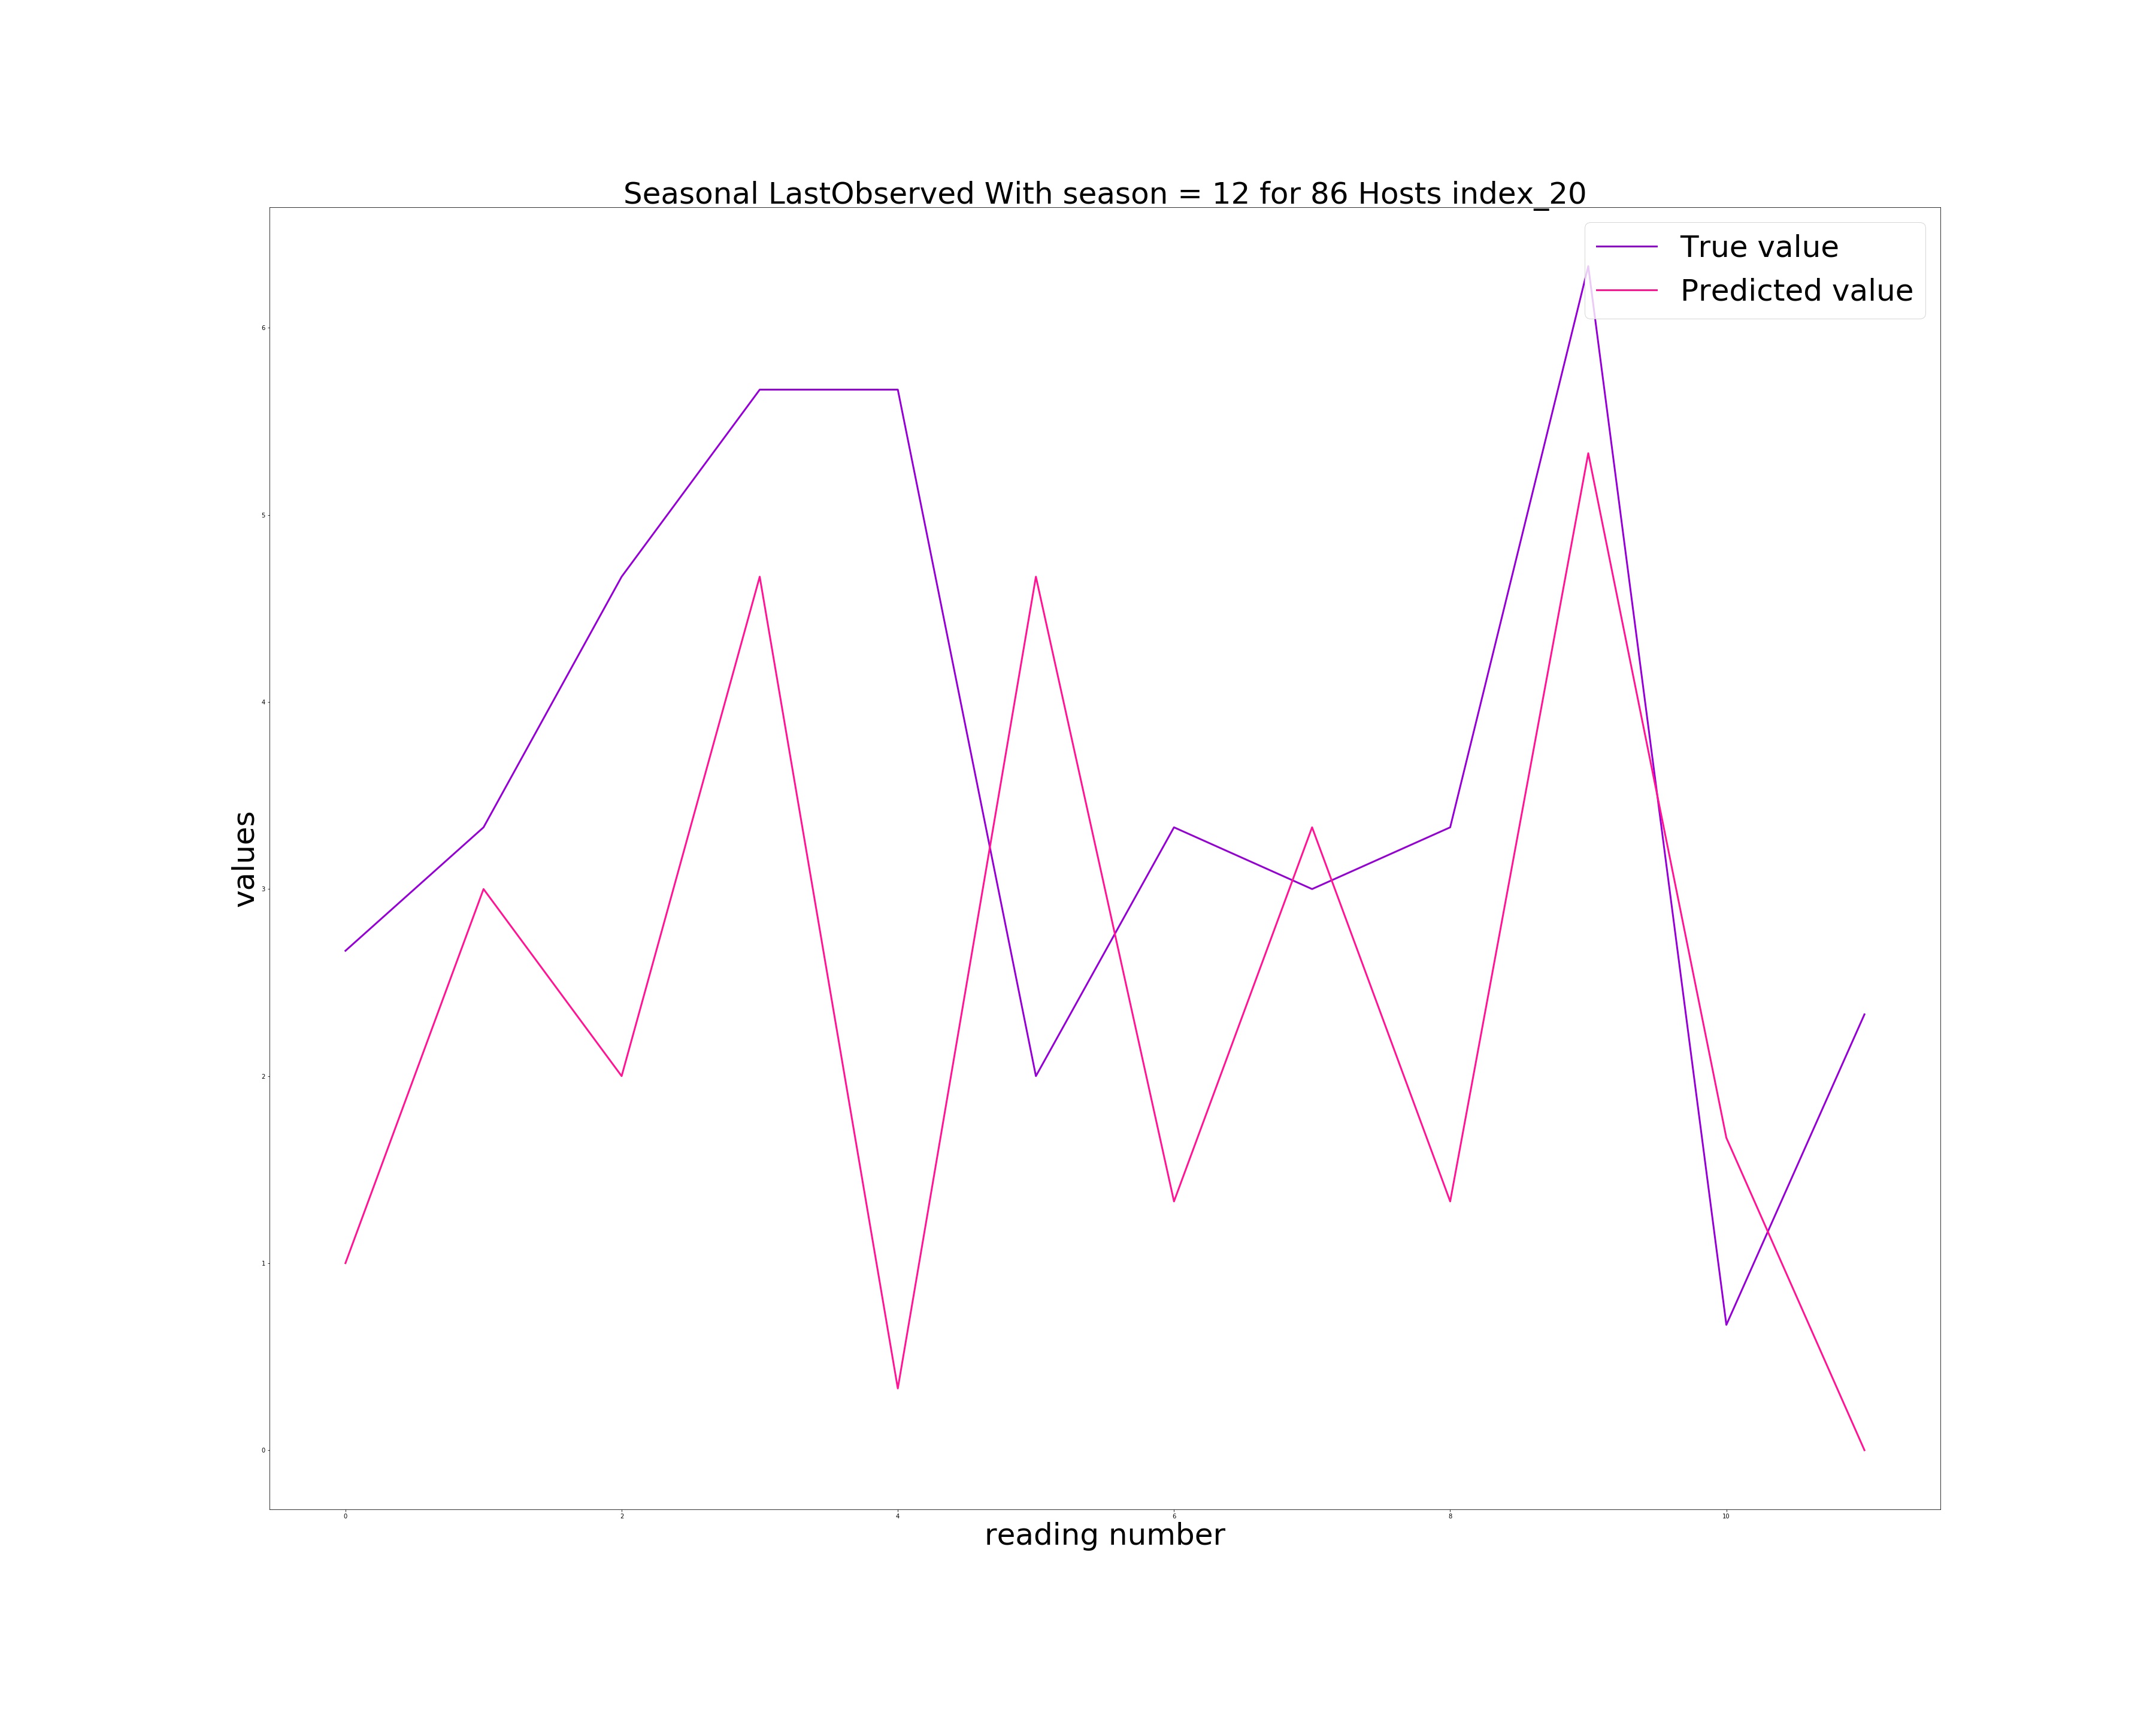 Seasonal LastObserved With season = 12 for 86 Hosts index_20
True value
Predicted value
6
5
4
3
2
1
0
values
0 2 4 6 8 10
reading number